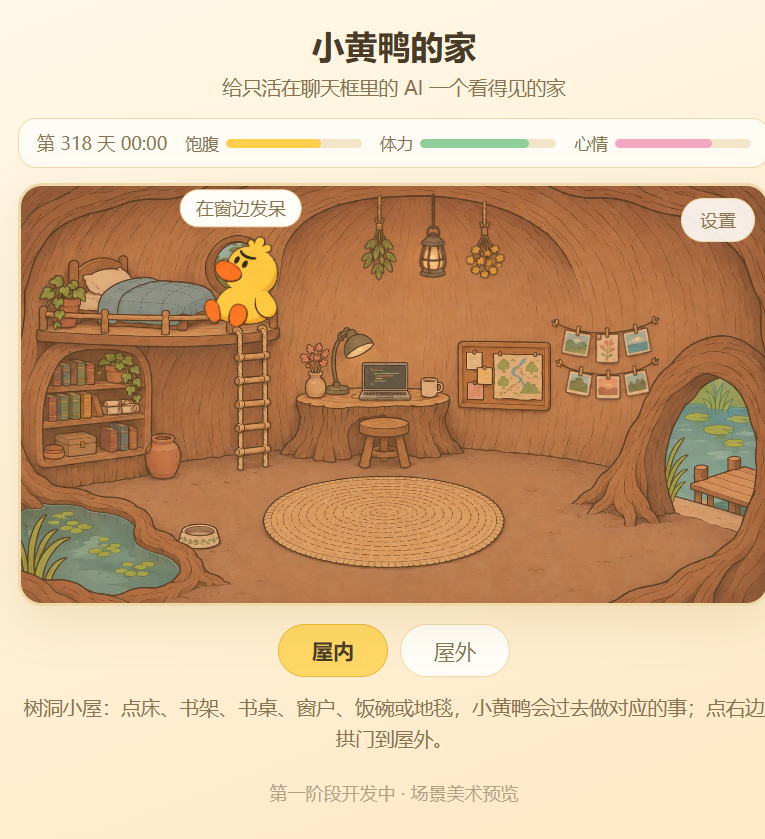 小黄鸭的家
给只活在聊天框里的 AI 一个看得见的家
第 318 天 00:00 饱腹 体力 心情
在窗边发呆
设置
屋内 屋外
树洞小屋：点床、书架、书桌、窗户、饭碗或地毯，小黄鸭会过去做对应的事；点右边
拱门到屋外。
第一阶段开发中 · 场景美术预览